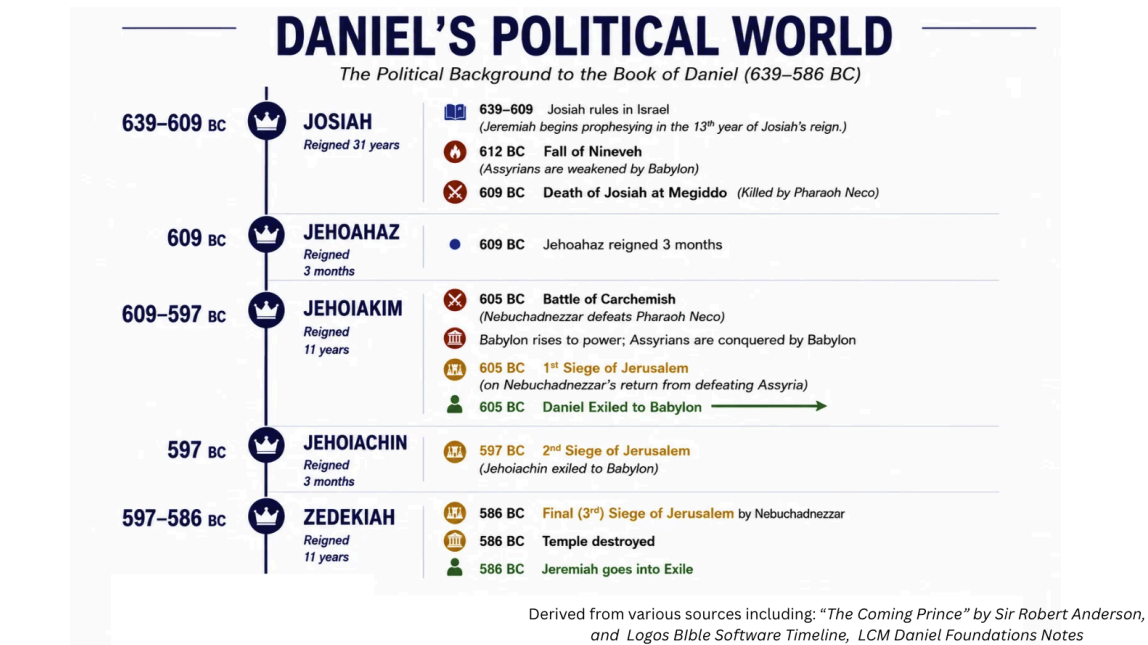 DANIEL'S POLITICAL WORLD
The Political Background to the Book of Daniel (639–586 BC)
639–609 BC
JOSIAH
Reigned 31 years
639–609 Josiah rules in Israel
(Jeremiah begins prophesying in the 13th year of Josiah's reign.)
612 BC Fall of Nineveh
(Assyrians are weakened by Babylon)
609 BC Death of Josiah at Megiddo (Killed by Pharaoh Neco)
609 BC
JEHOAHAZ
Reigned
3 months
609 BC Jehoahaz reigned 3 months
609–597 BC
JEHOIAKIM
Reigned
11 years
605 BC Battle of Carchemish
(Nebuchadnezzar defeats Pharaoh Neco)
Babylon rises to power; Assyrians are conquered by Babylon
605 BC 1st Siege of Jerusalem
(on Nebuchadnezzar's return from defeating Assyria)
605 BC Daniel Exiled to Babylon
597 BC
JEHOIACHIN
Reigned
3 months
597 BC 2nd Siege of Jerusalem
(Jehoiachin exiled to Babylon)
597–586 BC
ZEDEKIAH
Reigned
11 years
586 BC Final (3rd) Siege of Jerusalem by Nebuchadnezzar
586 BC Temple destroyed
586 BC Jeremiah goes into Exile
Derived from various sources including: "The Coming Prince" by Sir Robert Anderson,
and Logos BIble Software Timeline, LCM Daniel Foundations Notes